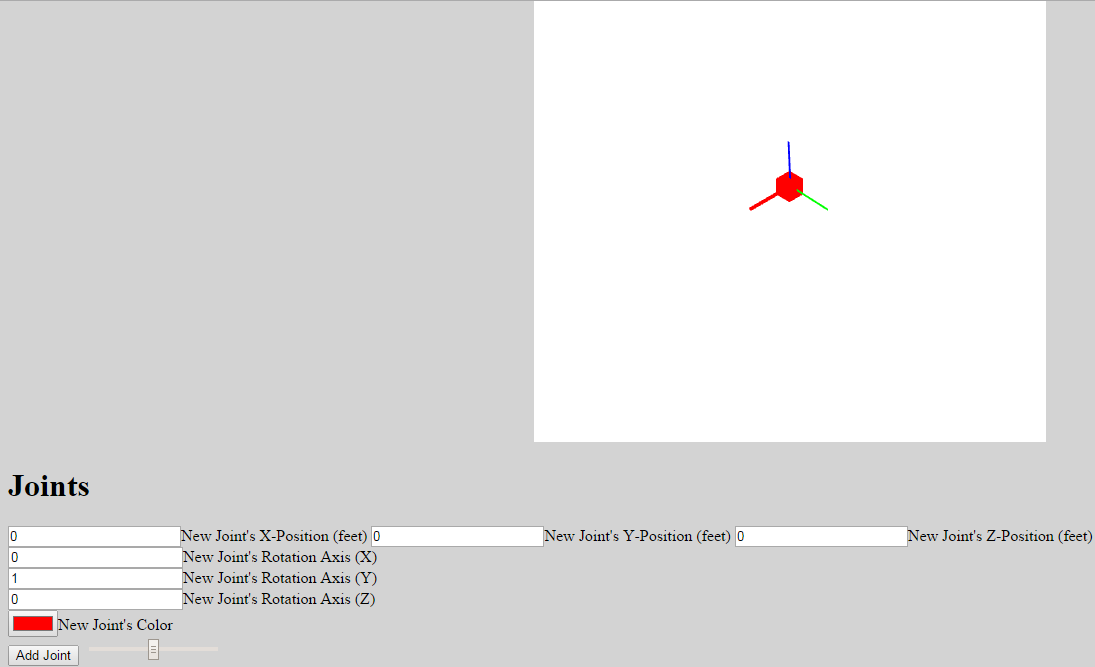 Joints
0 New Joint's X-Position (feet) 0 New Joint's Y-Position (feet) 0 New Joint's Z-Position (feet)
0 New Joint's Rotation Axis (X)
1 New Joint's Rotation Axis (Y)
0 New Joint's Rotation Axis (Z)
New Joint's Color
Add Joint